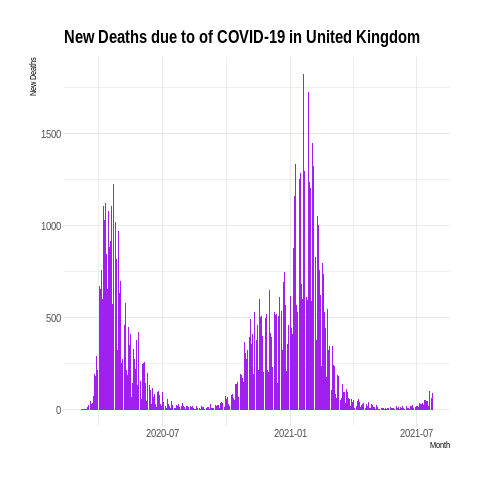 New Deaths due to of COVID-19 in United Kingdom
New Deaths
1500
1000
500
0
2020-07
2021-01
2021-07
Month